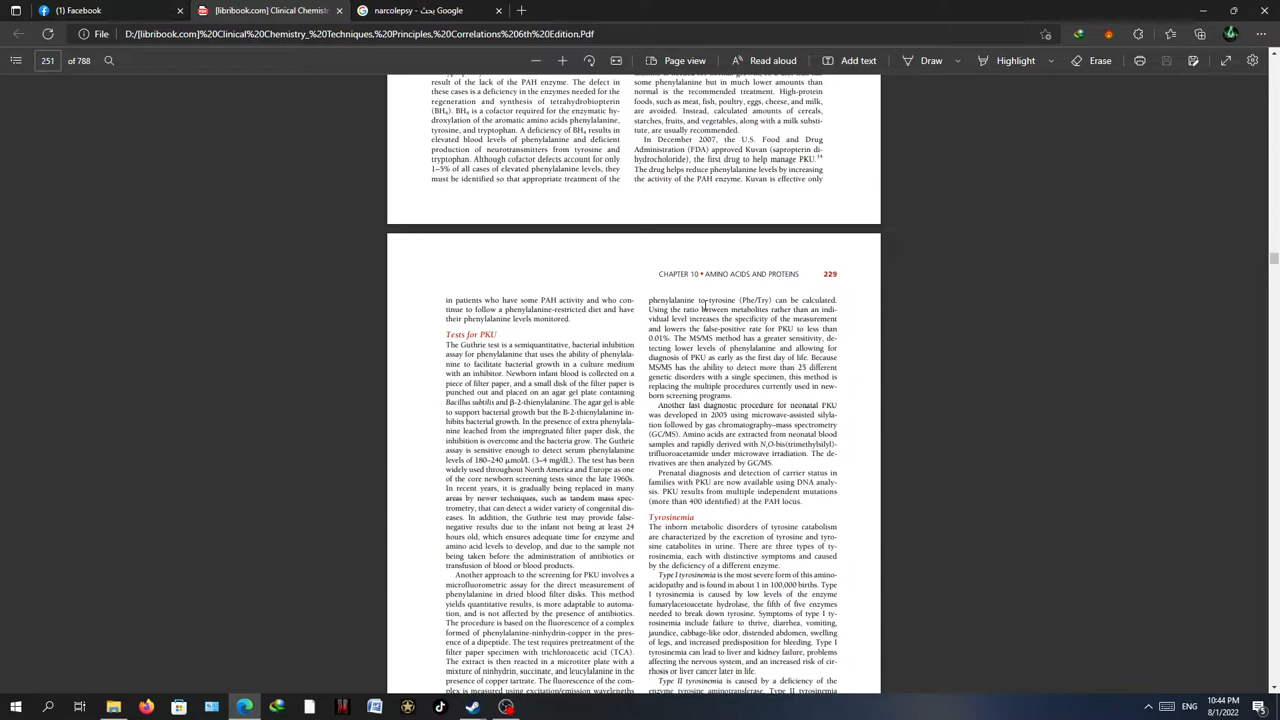 (1) Facebook
[libribook.com] Clinical Chemistry
narcolepsy - Google Search
File
D:/[libribook.com]%20Clinical%20Chemistry_%20Techniques,%20Principles,%20Correlations%206th%20Edition.Pdf
Page view
Read aloud
Add text
Draw
Highlight
Erase
result of the lack of the PAH enzyme. The defect in
these cases is a deficiency in the enzymes needed for the
regeneration and synthesis of tetrahydrobiopterin
(BH₄). BH₄ is a cofactor required for the enzymatic hy-
droxylation of the aromatic amino acids phenylalanine,
tyrosine, and tryptophan. A deficiency of BH₄ results in
elevated blood levels of phenylalanine and deficient
production of neurotransmitters from tyrosine and
tryptophan. Although cofactor defects account for only
1–5% of all cases of elevated phenylalanine levels, they
must be identified so that appropriate treatment of the
some phenylalanine but in much lower amounts than
normal is the recommended treatment. High-protein
foods, such as meat, fish, poultry, eggs, cheese, and milk,
are avoided. Instead, calculated amounts of cereals,
starches, fruits, and vegetables, along with a milk substi-
tute, are usually recommended.
In December 2007, the U.S. Food and Drug
Administration (FDA) approved Kuvan (sapropterin di-
hydrocholoride), the first drug to help manage PKU.¹⁴
The drug helps reduce phenylalanine levels by increasing
the activity of the PAH enzyme. Kuvan is effective only
CHAPTER 10 • AMINO ACIDS AND PROTEINS 229
in patients who have some PAH activity and who con-
tinue to follow a phenylalanine-restricted diet and have
their phenylalanine levels monitored.
Tests for PKU
The Guthrie test is a semiquantitative, bacterial inhibition
assay for phenylalanine that uses the ability of phenylala-
nine to facilitate bacterial growth in a culture medium
with an inhibitor. Newborn infant blood is collected on a
piece of filter paper, and a small disk of the filter paper is
punched out and placed on an agar gel plate containing
Bacillus subtilis and β-2-thienylalanine. The agar gel is able
to support bacterial growth but the B-2-thienylalanine in-
hibits bacterial growth. In the presence of extra phenylala-
nine leached from the impregnated filter paper disk, the
inhibition is overcome and the bacteria grow. The Guthrie
assay is sensitive enough to detect serum phenylalanine
levels of 180–240 μmol/L (3–4 mg/dL). The test has been
widely used throughout North America and Europe as one
of the core newborn screening tests since the late 1960s.
In recent years, it is gradually being replaced in many
areas by newer techniques, such as tandem mass spec-
trometry, that can detect a wider variety of congenital dis-
eases. In addition, the Guthrie test may provide false-
negative results due to the infant not being at least 24
hours old, which ensures adequate time for enzyme and
amino acid levels to develop, and due to the sample not
being taken before the administration of antibiotics or
transfusion of blood or blood products.
Another approach to the screening for PKU involves a
microfluorometric assay for the direct measurement of
phenylalanine in dried blood filter disks. This method
yields quantitative results, is more adaptable to automa-
tion, and is not affected by the presence of antibiotics.
The procedure is based on the fluorescence of a complex
formed of phenylalanine-ninhydrin-copper in the pres-
ence of a dipeptide. The test requires pretreatment of the
filter paper specimen with trichloroacetic acid (TCA).
The extract is then reacted in a microtiter plate with a
mixture of ninhydrin, succinate, and leucylalanine in the
presence of copper tartrate. The fluorescence of the com-
plex is measured using excitation/emission wavelengths
phenylalanine to tyrosine (Phe/Try) can be calculated.
Using the ratio between metabolites rather than an indi-
vidual level increases the specificity of the measurement
and lowers the false-positive rate for PKU to less than
0.01%. The MS/MS method has a greater sensitivity, de-
tecting lower levels of phenylalanine and allowing for
diagnosis of PKU as early as the first day of life. Because
MS/MS has the ability to detect more than 25 different
genetic disorders with a single specimen, this method is
replacing the multiple procedures currently used in new-
born screening programs.
Another fast diagnostic procedure for neonatal PKU
was developed in 2005 using microwave-assisted silyla-
tion followed by gas chromatography–mass spectrometry
(GC/MS). Amino acids are extracted from neonatal blood
samples and rapidly derived with N,O-bis(trimethylsilyl)-
trifluoroacetamide under microwave irradiation. The de-
rivatives are then analyzed by GC/MS.
Prenatal diagnosis and detection of carrier status in
families with PKU are now available using DNA analy-
sis. PKU results from multiple independent mutations
(more than 400 identified) at the PAH locus.
Tyrosinemia
The inborn metabolic disorders of tyrosine catabolism
are characterized by the excretion of tyrosine and tyro-
sine catabolites in urine. There are three types of ty-
rosinemia, each with distinctive symptoms and caused
by the deficiency of a different enzyme.
Type I tyrosinemia is the most severe form of this amino-
acidopathy and is found in about 1 in 100,000 births. Type
I tyrosinemia is caused by low levels of the enzyme
fumarylacetoacetate hydrolase, the fifth of five enzymes
needed to break down tyrosine. Symptoms of type I ty-
rosinemia include failure to thrive, diarrhea, vomiting,
jaundice, cabbage-like odor, distended abdomen, swelling
of legs, and increased predisposition for bleeding. Type I
tyrosinemia can lead to liver and kidney failure, problems
affecting the nervous system, and an increased risk of cir-
rhosis or liver cancer later in life.
Type II tyrosinemia is caused by a deficiency of the
enzyme tyrosine aminotransferase. Type II tyrosinemia
ENG
10:44 PM
8/1/2022